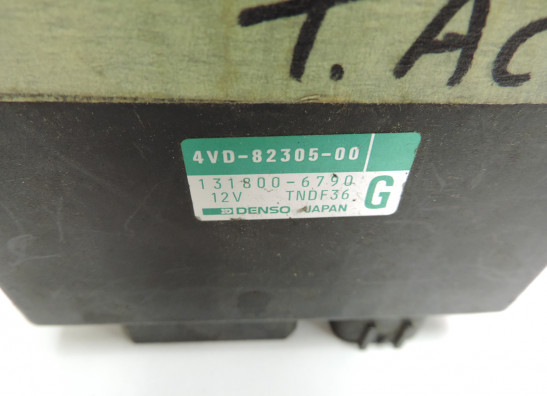 T. AC
4VD-82305-00
131800-6790
12V TNDF36
G
DENSO JAPAN